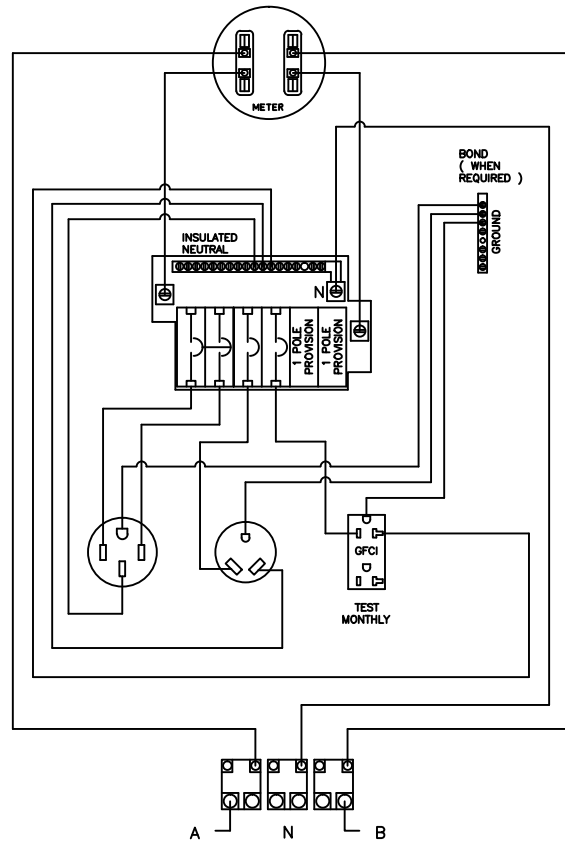 METER
BOND
( WHEN
REQUIRED )
GROUND
INSULATED
NEUTRAL
N
1 POLE
PROVISION
1 POLE
PROVISION
GFCI
TEST
MONTHLY
A
N
B